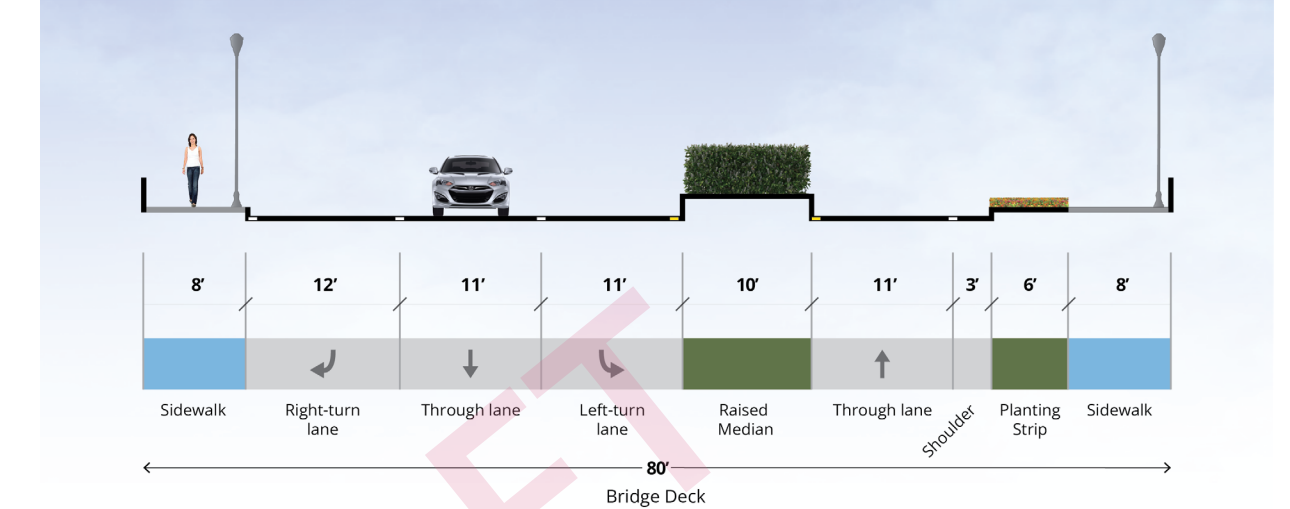 8’
12’
11’
11’
10’
11’
3’
6’
8’
Sidewalk
Right-turn
lane
Through lane
Left-turn
lane
Raised
Median
Through lane
Shoulder
Planting
Strip
Sidewalk
80’
Bridge Deck